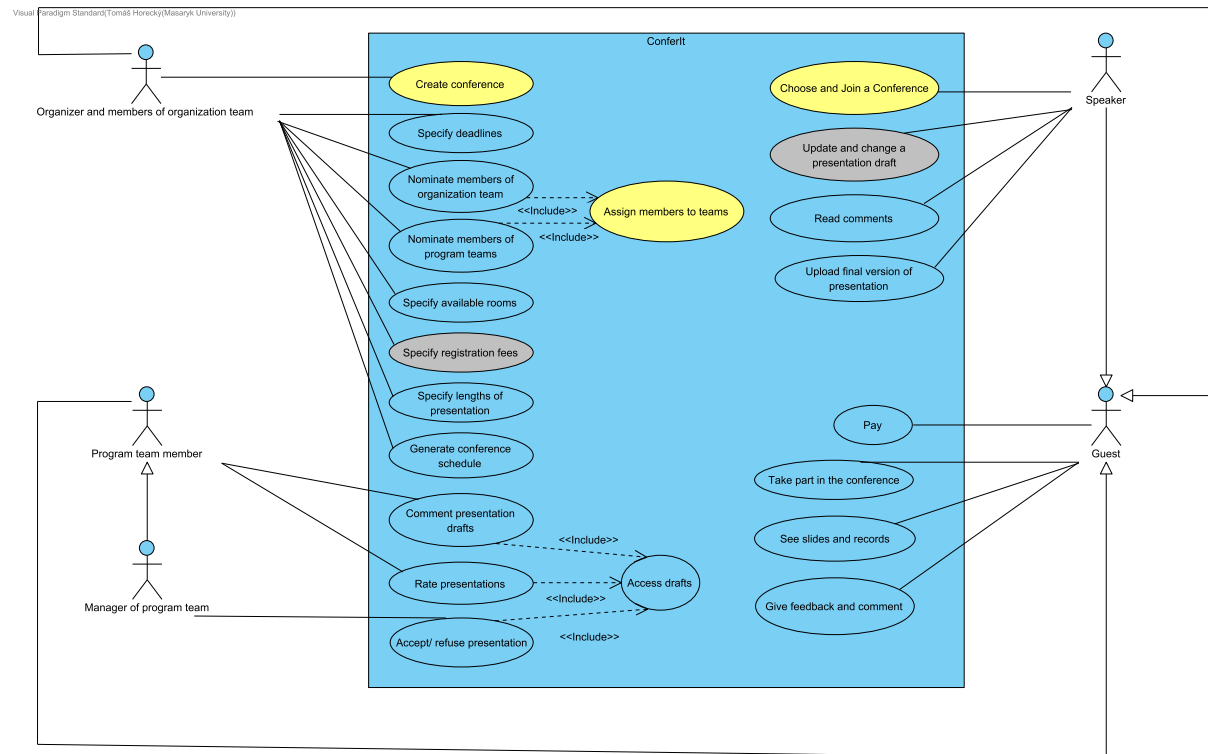 Visual Paradigm Standard(Tomáš Horecký(Masaryk University))
ConferIt
Organizer and members of organization team
Create conference
Specify deadlines
Nominate members of
organization team
<<Include>>
Assign members to teams
Nominate members of
program teams
<<Include>>
Specify available rooms
Specify registration fees
Specify lengths of
presentation
Generate conference
schedule
Choose and Join a Conference
Speaker
Update and change a
presentation draft
Read comments
Upload final version of
presentation
Program team member
Manager of program team
Comment presentation
drafts
<<Include>>
Rate presentations
Access drafts
<<Include>>
Accept/ refuse presentation
<<Include>>
Pay
Guest
Take part in the conference
See slides and records
Give feedback and comment